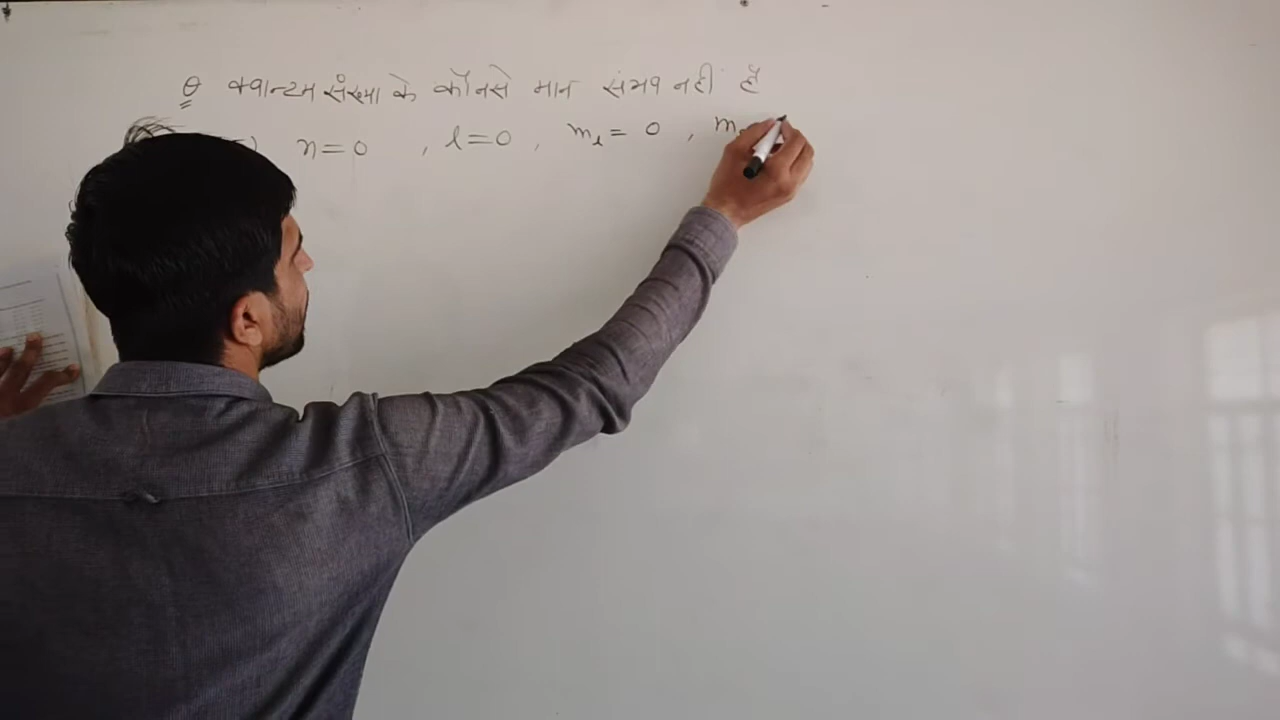 Q क्वान्टम संख्या के कौनसे मान संभव नहीं है
n=0 , l=0 , mₗ = 0 , m